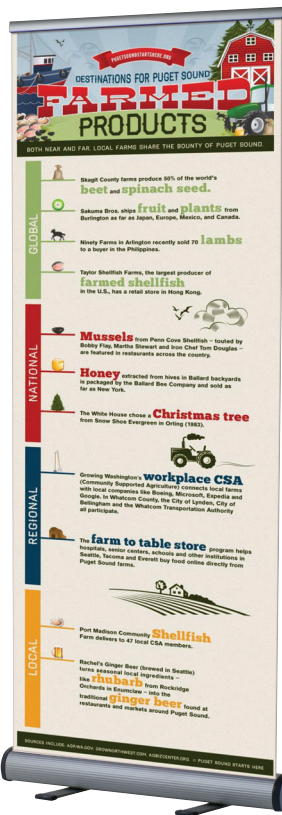 PUGETSOUNDSTARTSHERE.ORG
DESTINATIONS FOR PUGET SOUND
FARMED
PRODUCTS
BOTH NEAR AND FAR, LOCAL FARMS SHARE THE BOUNTY OF PUGET SOUND.
GLOBAL
Skagit County farms produce 50% of the world's
beet and spinach seed.
Sakuma Bros. ships fruit and plants from
Burlington as far as Japan, Europe, Mexico, and Canada.
Ninety Farms in Arlington recently sold 70 lambs
to a buyer in the Philippines.
Taylor Shellfish Farms, the largest producer of
farmed shellfish
in the U.S., has a retail store in Hong Kong.
NATIONAL
Mussels from Penn Cove Shellfish – touted by
Bobby Flay, Martha Stewart and Iron Chef Tom Douglas –
are featured in restaurants across the country.
Honey extracted from hives in Ballard backyards
is packaged by the Ballard Bee Company and sold as
far as New York.
The White House chose a Christmas tree
from Snow Shoe Evergreen in Orting (1983).
REGIONAL
Growing Washington's workplace CSA
(Community Supported Agriculture) connects local farms
with local companies like Boeing, Microsoft, Expedia and
Google. In Whatcom County, the City of Lynden, City of
Bellingham and the Whatcom Transportation Authority
all participate.
The farm to table store program helps
hospitals, senior centers, schools and other institutions in
Seattle, Tacoma and Everett buy food online directly from
Puget Sound farms.
LOCAL
Port Madison Community Shellfish
Farm delivers to 47 local CSA members.
Rachel's Ginger Beer (brewed in Seattle)
turns seasonal local ingredients –
like rhubarb from Rockridge
Orchards in Enumclaw – into the
traditional ginger beer found at
restaurants and markets around Puget Sound.
SOURCES INCLUDE: AGR.WA.GOV, GROWNORTHWEST.COM, AGBIZCENTER.ORG
PUGET SOUND STARTS HERE